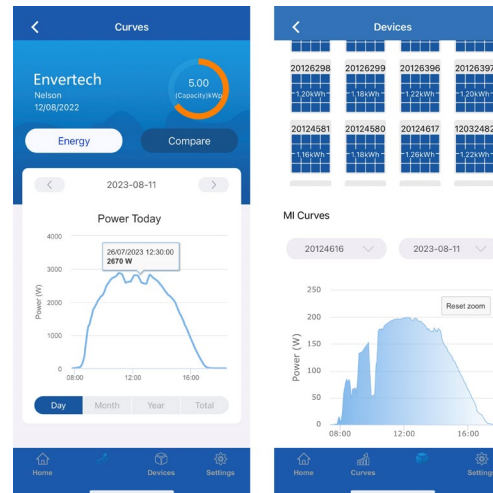 Curves
Envertech
Nelson
12/08/2022
5.00
(Capacity)kWp
Energy
Compare
2023-08-11
Power Today
4000
3000
2000
1000
0
Power (W)
26/07/2023 12:30:00
2670 W
08:00 12:00 16:00
Day Month Year Total
Home Devices Settings
Devices
20126298 20126299 20126396 20126397
1.20kWh 1.18kWh 1.22kWh 1.20kWh
20124581 20124580 20124617 12032482
1.16kWh 1.18kWh 1.26kWh 1.22kWh
MI Curves
20124616 2023-08-11
250
200
150
100
50
0
Power (W)
Reset zoom
08:00 12:00 16:00
Home Curves Settings